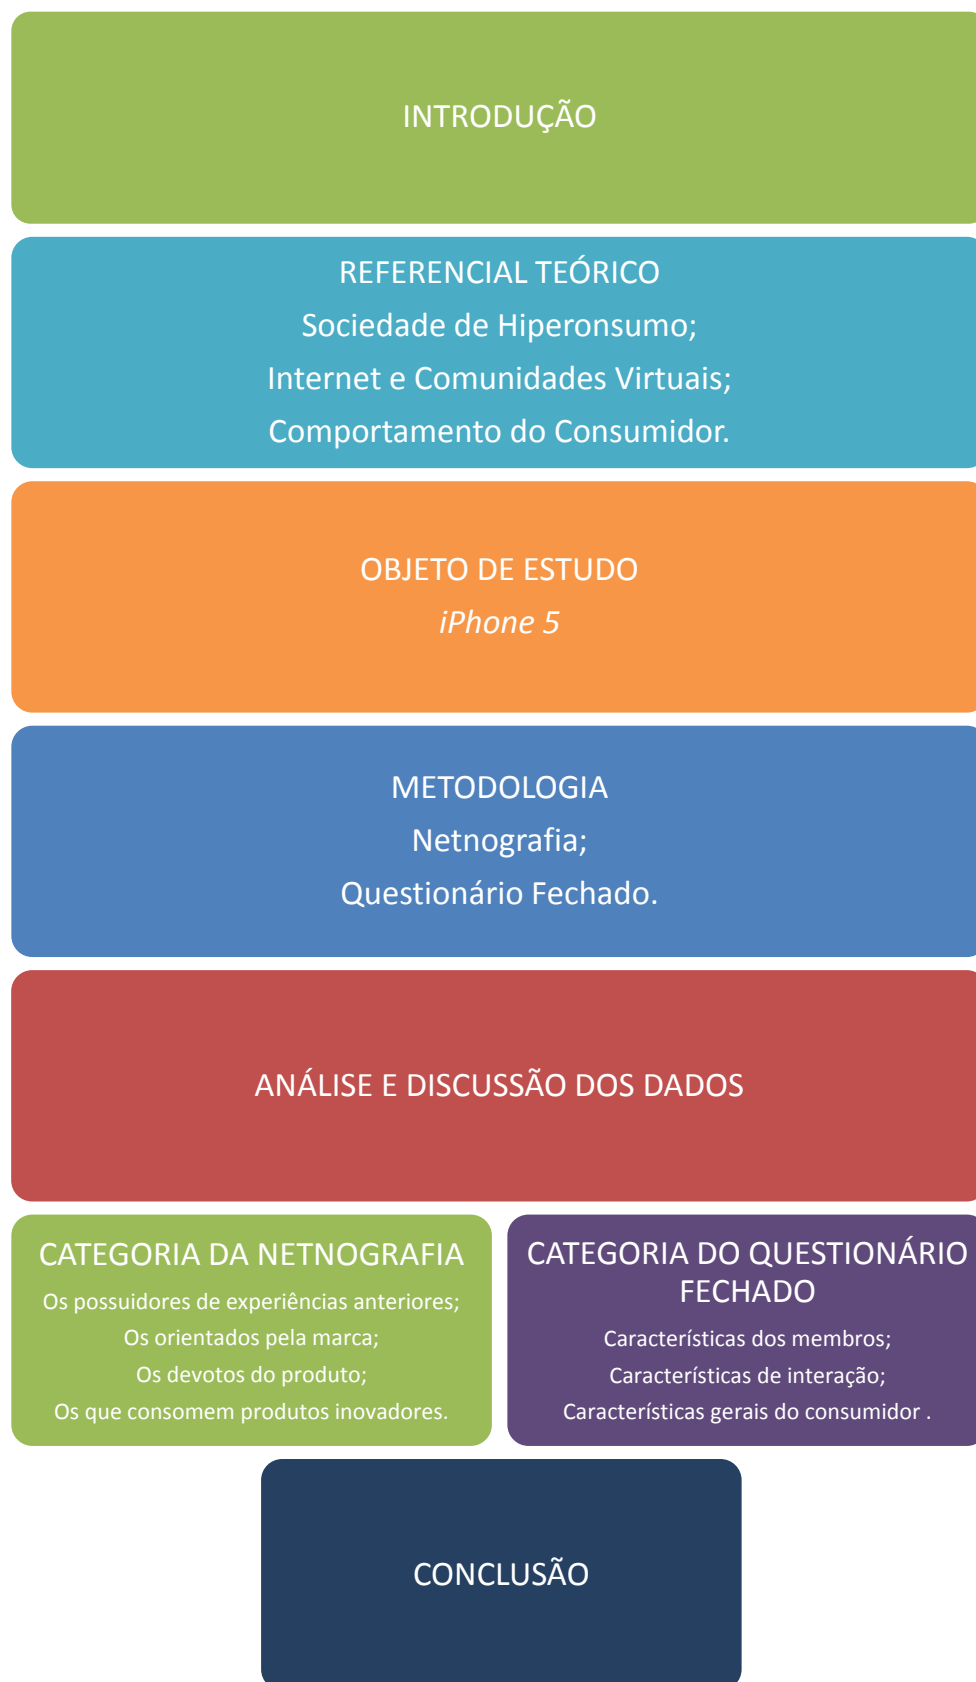 INTRODUÇÃO
REFERENCIAL TEÓRICO
Sociedade de Hiperonsumo;
Internet e Comunidades Virtuais;
Comportamento do Consumidor.
OBJETO DE ESTUDO
iPhone 5
METODOLOGIA
Netnografia;
Questionário Fechado.
ANÁLISE E DISCUSSÃO DOS DADOS
CATEGORIA DA NETNOGRAFIA
Os possuidores de experiências anteriores;
Os orientados pela marca;
Os devotos do produto;
Os que consomem produtos inovadores.
CATEGORIA DO QUESTIONÁRIO
FECHADO
Características dos membros;
Características de interação;
Características gerais do consumidor .
CONCLUSÃO